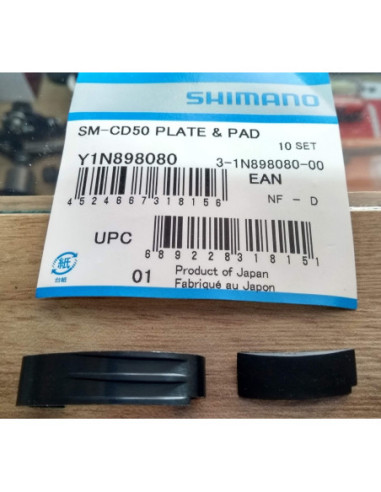 SHIMANO
SM-CD50 PLATE & PAD
10 SET
Y1N898080
3-1N898080-00
EAN
4524667318156
NF - D
UPC
689228318151
01
Product of Japan
Fabriqué au Japon
紙